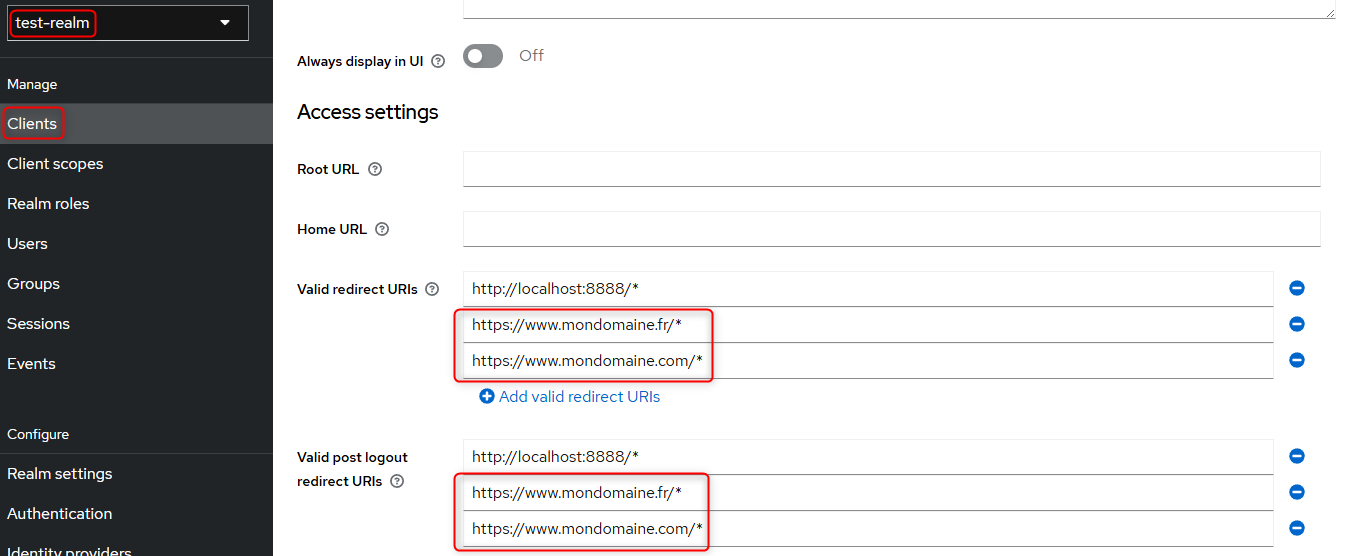 test-realm
Manage
Clients
Client scopes
Realm roles
Users
Groups
Sessions
Events
Configure
Realm settings
Authentication
Identity providers
Always display in UI
Off
Access settings
Root URL
Home URL
Valid redirect URIs
http://localhost:8888/*
https://www.mondomaine.fr/*
https://www.mondomaine.com/*
Add valid redirect URIs
Valid post logout
redirect URIs
http://localhost:8888/*
https://www.mondomaine.fr/*
https://www.mondomaine.com/*